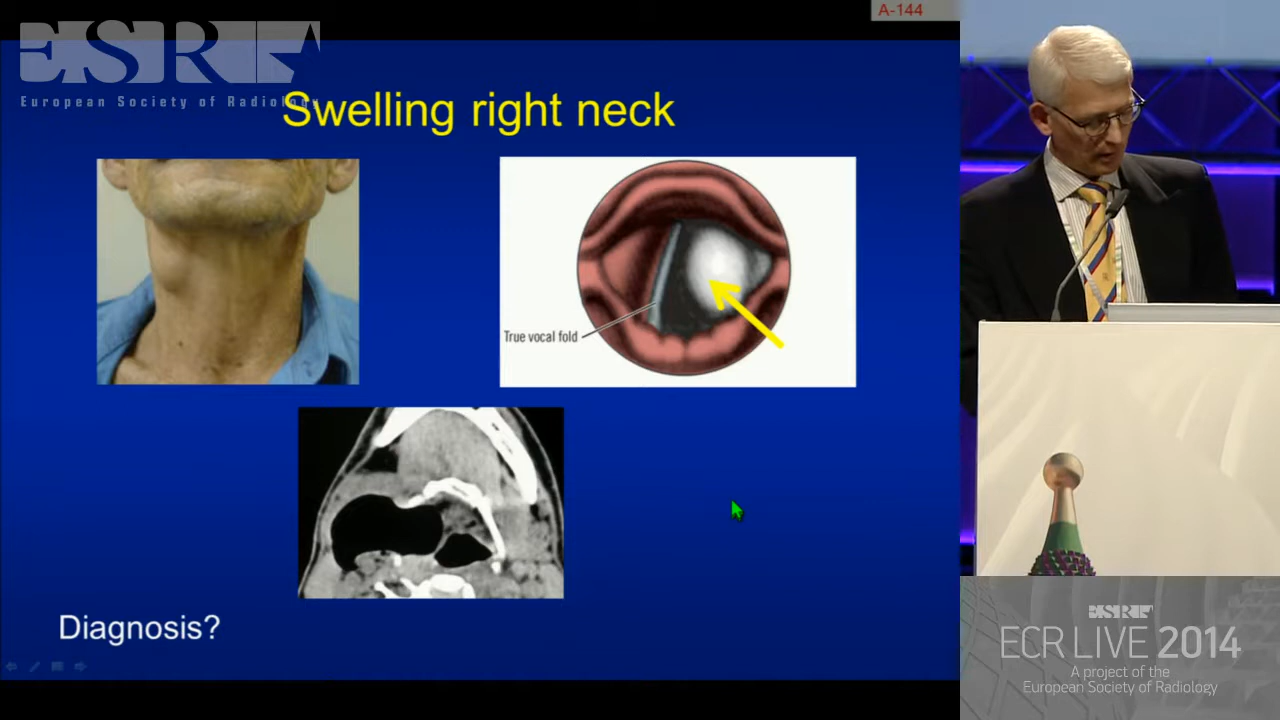 A-144
ESR
European Society of Radiology
Swelling right neck
True vocal fold
Diagnosis?
ESR
ECR LIVE 2014
A project of the
European Society of Radiology